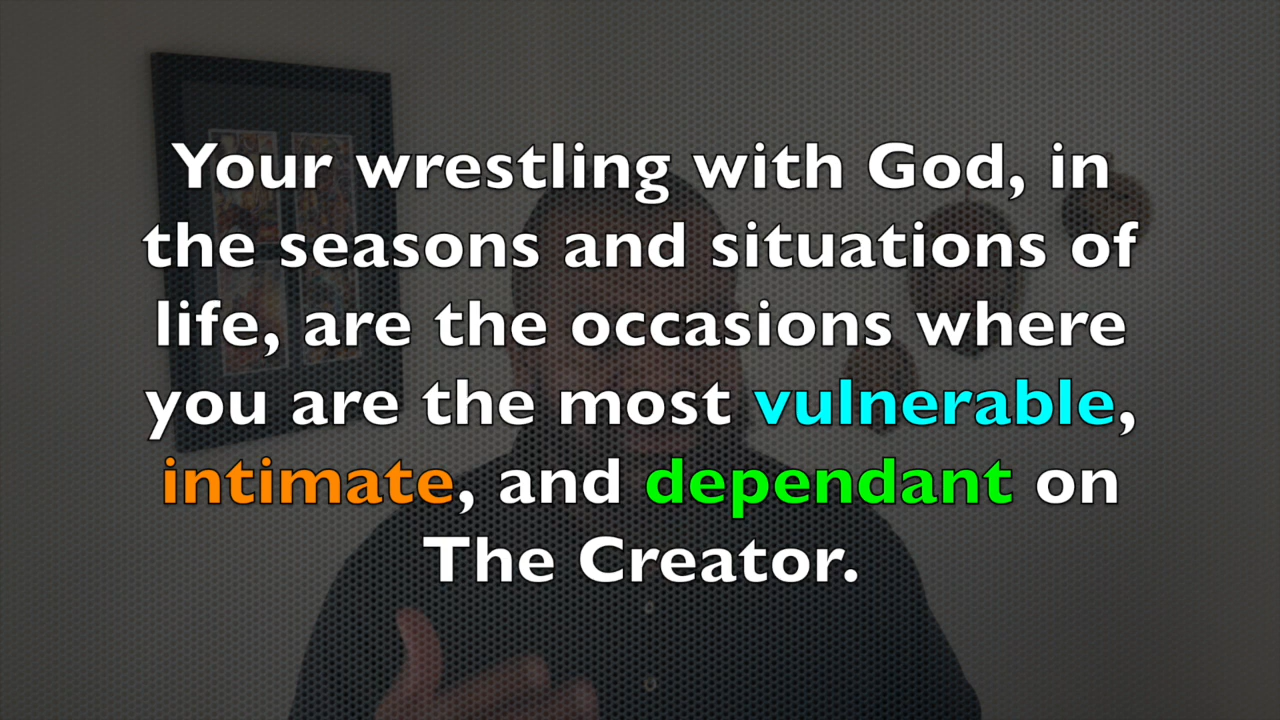 Your wrestling with God, in
the seasons and situations of
life, are the occasions where
you are the most vulnerable,
intimate, and dependant on
The Creator.